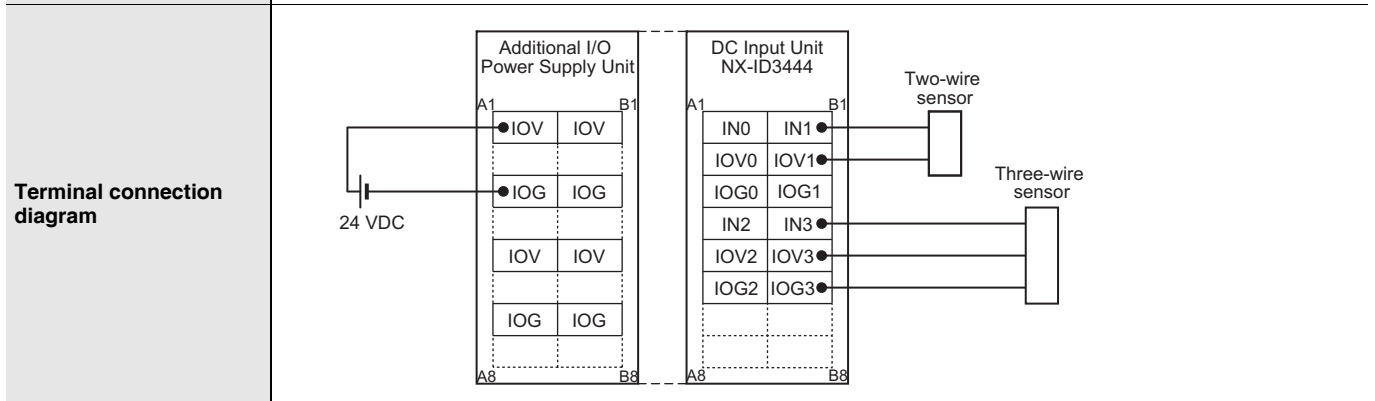 Terminal connection
diagram
Additional I/O
Power Supply Unit
A1 B1
IOV IOV
IOG IOG
IOV IOV
IOG IOG
A8 B8
24 VDC
DC Input Unit
NX-ID3444
A1 B1
IN0 IN1
IOV0 IOV1
IOG0 IOG1
IN2 IN3
IOV2 IOV3
IOG2 IOG3
A8 B8
Two-wire
sensor
Three-wire
sensor